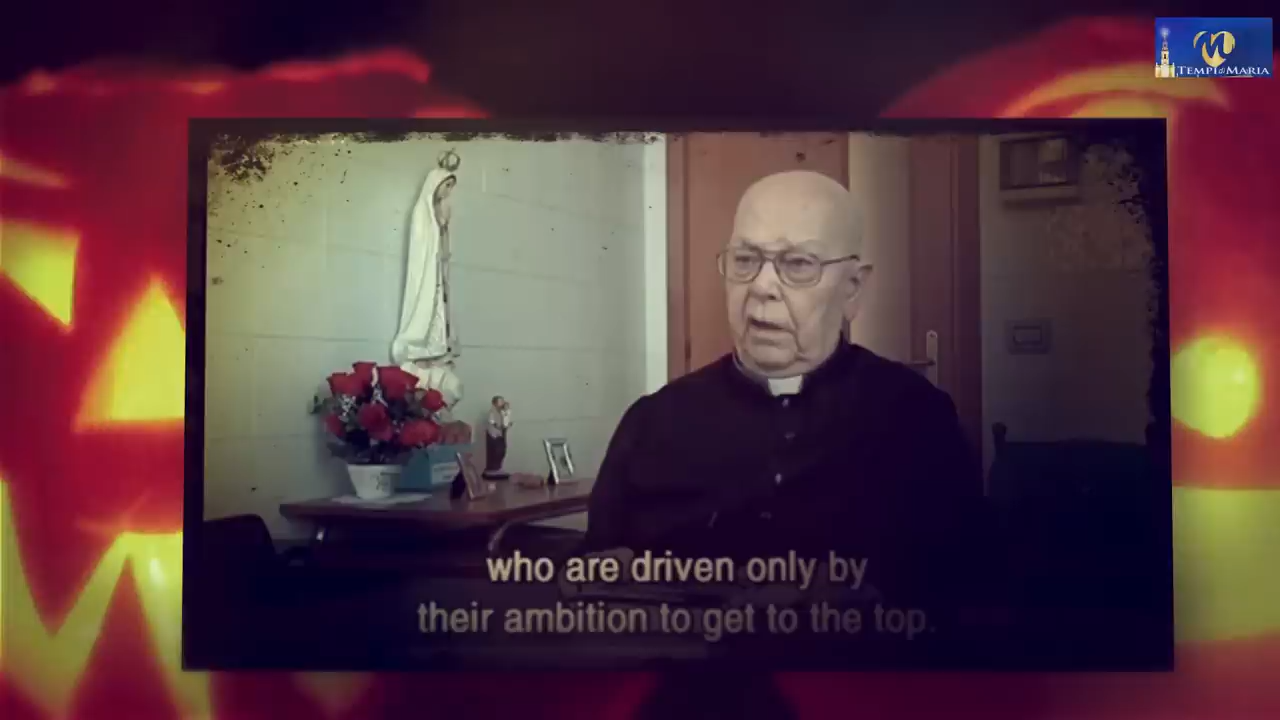 TEMPI di MARIA
who are driven only by
their ambition to get to the top.